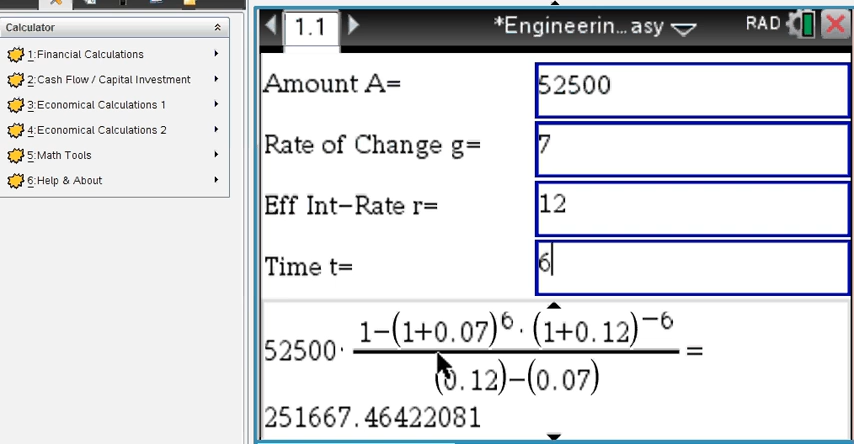 Calculator
1:Financial Calculations
2:Cash Flow / Capital Investment
3:Economical Calculations 1
4:Economical Calculations 2
5:Math Tools
6:Help & About
1.1
*Engineerin...asy
RAD
Amount A=
52500
Rate of Change g=
7
Eff Int-Rate r=
12
Time t=
6
52500· (1-(1+0.07)^6·(1+0.12)^-6)/((0.12)-(0.07)) =
251667.46422081